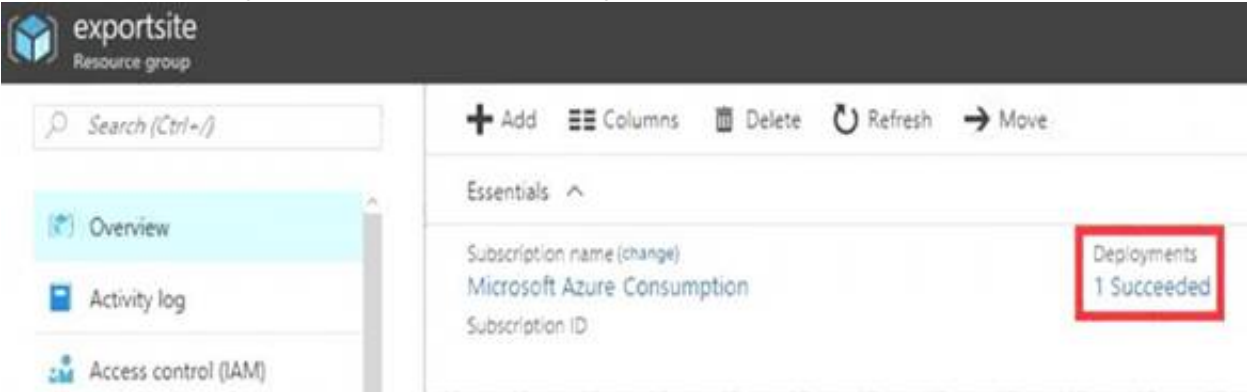 exportsite
Resource group
Search (Ctrl+/)
Add Columns Delete Refresh Move
Essentials
Overview
Subscription name (change)
Deployments
Microsoft Azure Consumption
1 Succeeded
Activity log
Subscription ID
Access control (IAM)